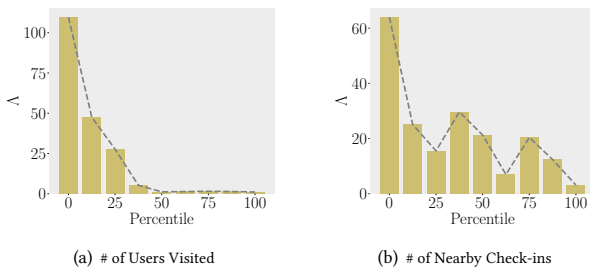 100
75
50
25
0
Λ
0 25 50 75 100
Percentile
(a) # of Users Visited
60
40
20
0
Λ
0 25 50 75 100
Percentile
(b) # of Nearby Check-ins